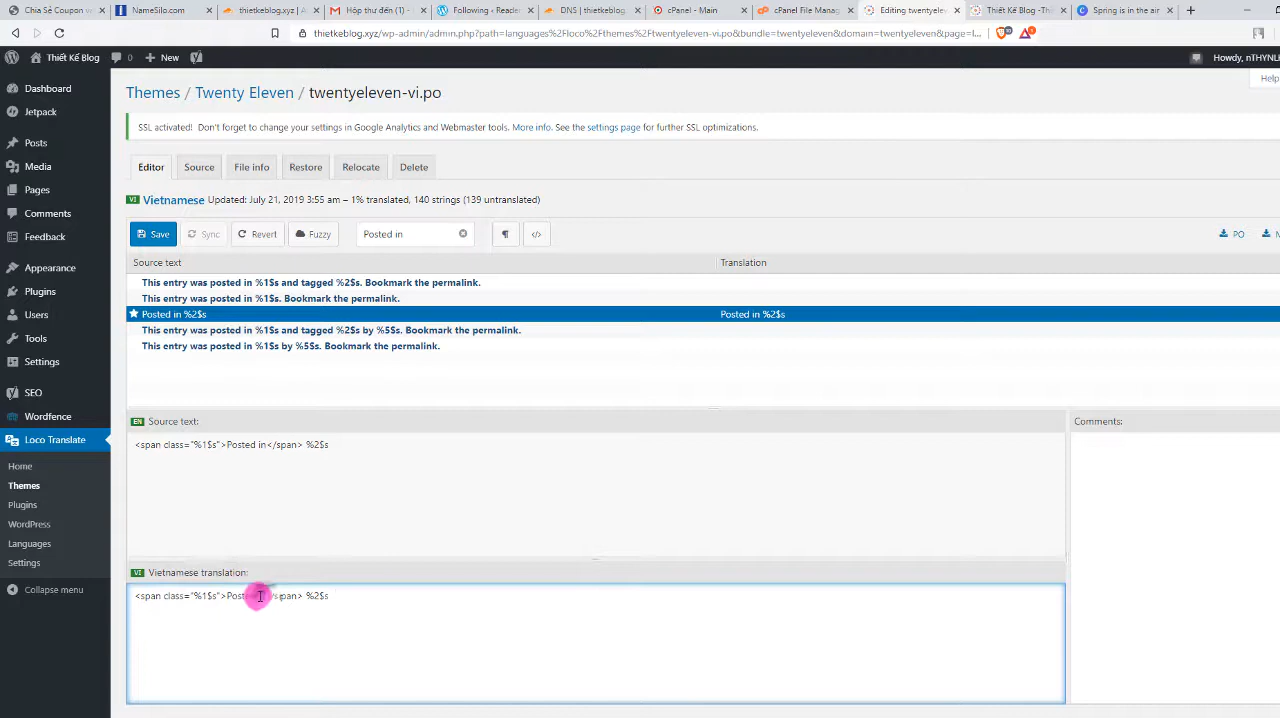 Chia Sẻ Coupon w
NameSilo.com
thietkeblog.xyz | A
Hộp thư đến (1) -
Following ‹ Reade
DNS | thietkeblog.
cPanel - Main
cPanel File Manag
Editing twentyelev
Thiết Kế Blog -Th
Spring is in the air
thietkeblog.xyz/wp-admin/admin.php?path=languages%2Floco%2Fthemes%2Ftwentyeleven-vi.po&bundle=twentyeleven&domain=twentyeleven&page=l...
Thiết Kế Blog 0 New Howdy, nTHYNLF
Help
Dashboard
Jetpack
Posts
Media
Pages
Comments
Feedback
Appearance
Plugins
Users
Tools
Settings
SEO
Wordfence
Loco Translate
Home
Themes
Plugins
WordPress
Languages
Settings
Collapse menu
Themes / Twenty Eleven / twentyeleven-vi.po
SSL activated! Don't forget to change your settings in Google Analytics and Webmaster tools. More info. See the settings page for further SSL optimizations.
Editor Source File info Restore Relocate Delete
VI Vietnamese Updated: July 21, 2019 3:55 am – 1% translated, 140 strings (139 untranslated)
Save Sync Revert Fuzzy Posted in ¶ </> PO
Source text Translation
This entry was posted in %1$s and tagged %2$s. Bookmark the permalink.
This entry was posted in %1$s. Bookmark the permalink.
Posted in %2$s Posted in %2$s
This entry was posted in %1$s and tagged %2$s by %5$s. Bookmark the permalink.
This entry was posted in %1$s by %5$s. Bookmark the permalink.
EN Source text: Comments:
<span class="%1$s">Posted in</span> %2$s
VI Vietnamese translation:
<span class="%1$s">Poste /span> %2$s